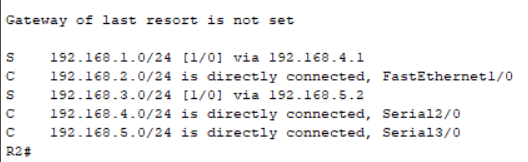 Gateway of last resort is not set
S 192.168.1.0/24 [1/0] via 192.168.4.1
C 192.168.2.0/24 is directly connected, FastEthernet1/0
S 192.168.3.0/24 [1/0] via 192.168.5.2
C 192.168.4.0/24 is directly connected, Serial2/0
C 192.168.5.0/24 is directly connected, Serial3/0
R2#